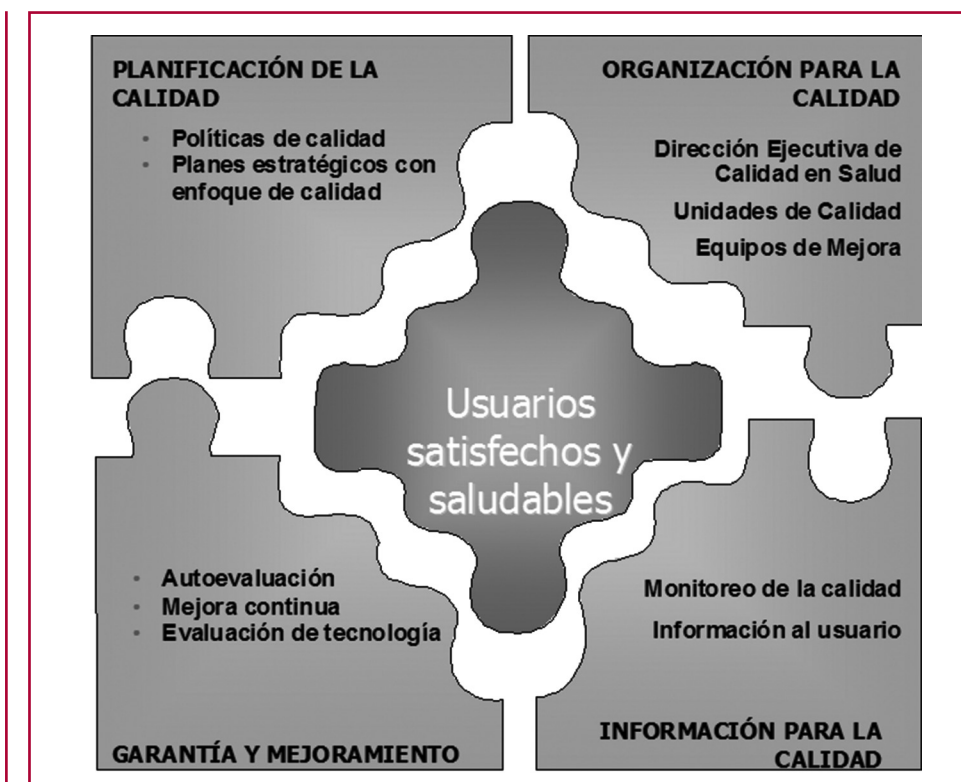 PLANIFICACIÓN DE LA
CALIDAD
• Políticas de calidad
• Planes estratégicos con
enfoque de calidad
ORGANIZACIÓN PARA LA
CALIDAD
Dirección Ejecutiva de
Calidad en Salud
Unidades de Calidad
Equipos de Mejora
Usuarios
satisfechos y
saludables
• Autoevaluación
• Mejora continua
• Evaluación de tecnología
GARANTÍA Y MEJORAMIENTO
Monitoreo de la calidad
Información al usuario
INFORMACIÓN PARA LA
CALIDAD